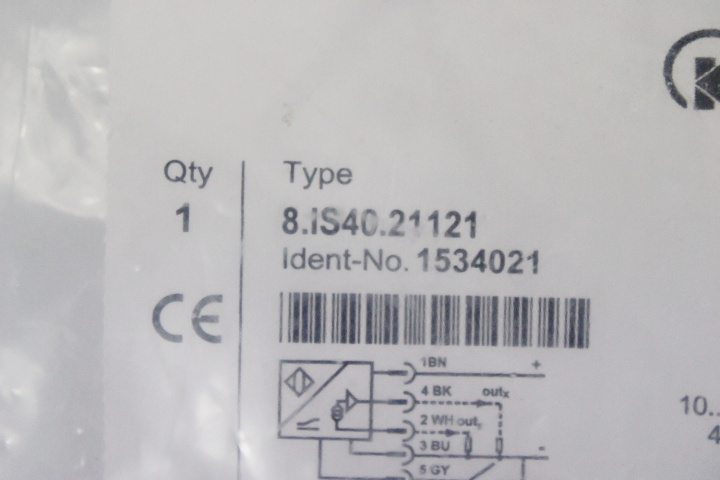 Qty
Type
1
8.IS40.21121
Ident-No. 1534021
CE
1BN
+
4 BK
outₓ
2 WH out
3 BU
-
5 GY
10..
4